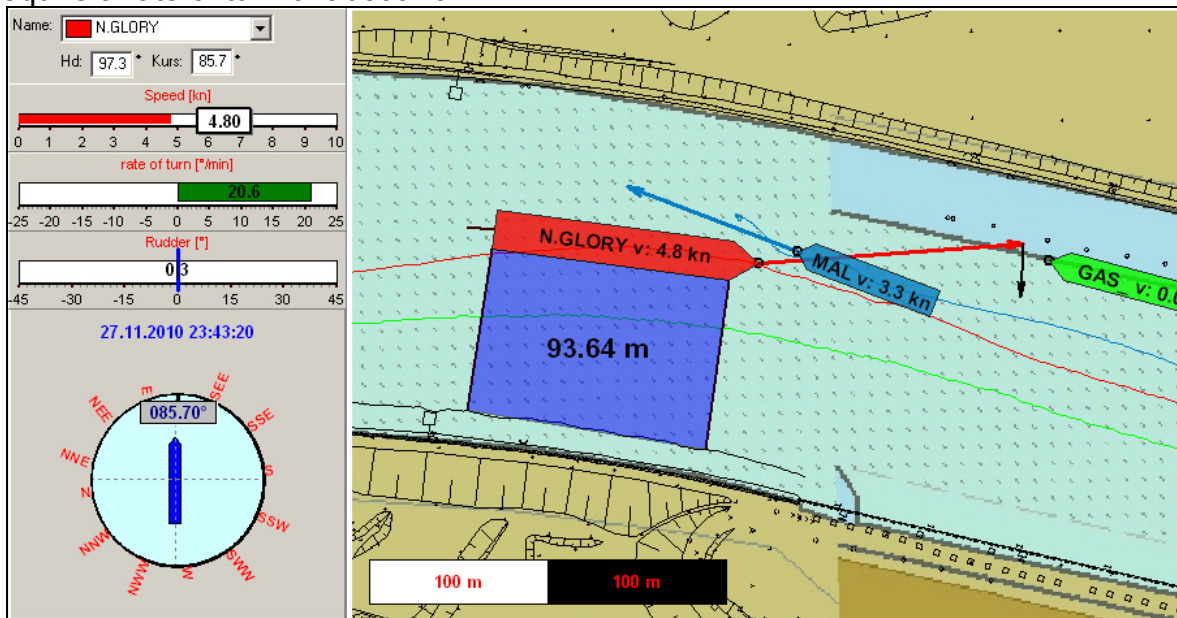 Name: N.GLORY
Hd: 97.3 ° Kurs: 85.7 °
Speed [kn]
4.80
0 1 2 3 4 5 6 7 8 9 10
rate of turn [°/min]
20.6
-25 -20 -15 -10 -5 0 5 10 15 20 25
Rudder [°]
0.3
-45 -30 -15 0 15 30 45
27.11.2010 23:43:20
085.70°
E
SEE
SSE
S
SSW
SWW
W
NWW
NNW
N
NNE
NEE
N.GLORY v: 4.8 kn
MAL v: 3.3 kn
GAS v: 0.0
93.64 m
100 m 100 m